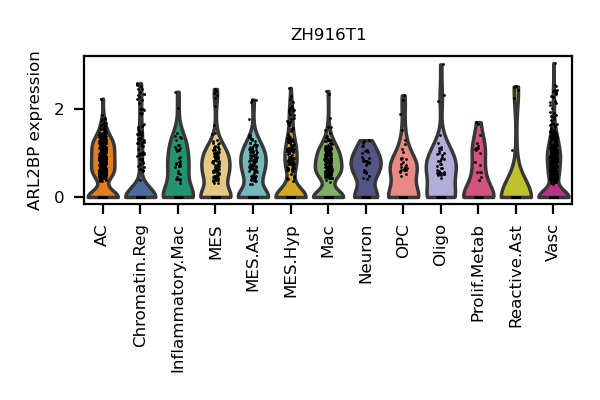 ZH916T1
ARL2BP expression
2
0
AC
Chromatin.Reg
Inflammatory.Mac
MES
MES.Ast
MES.Hyp
Mac
Neuron
OPC
Oligo
Prolif.Metab
Reactive.Ast
Vasc